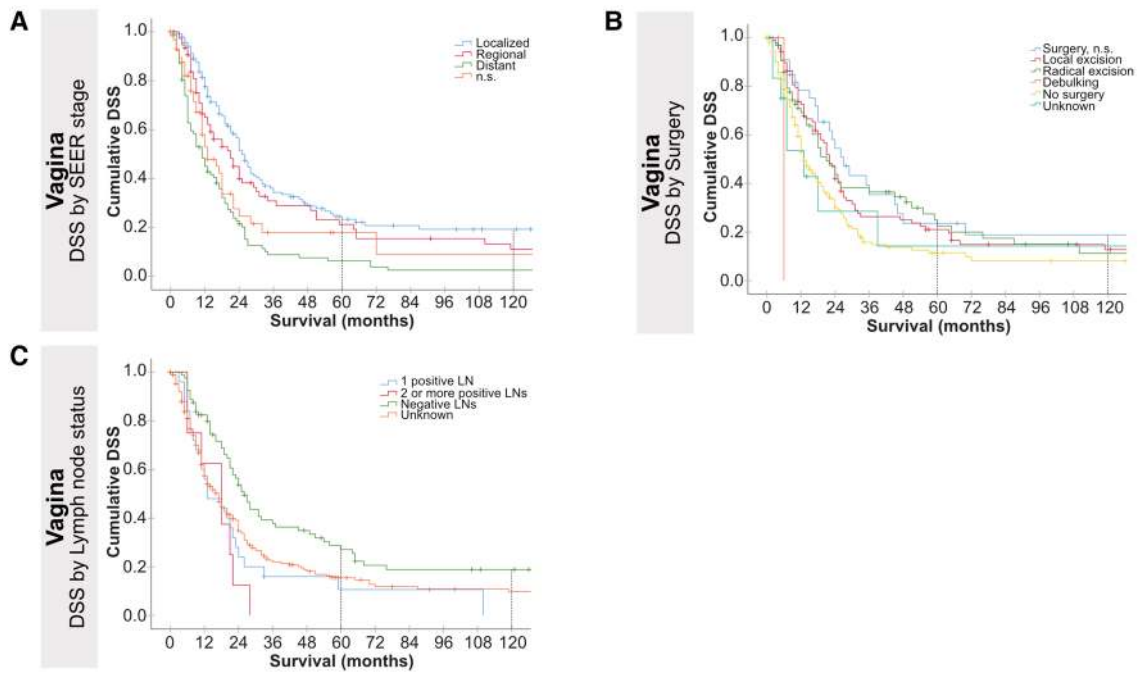 A
Vagina
DSS by SEER stage
Cumulative DSS
1.0
0.8
0.6
0.4
0.2
0.0
Localized
Regional
Distant
n.s.
0 12 24 36 48 60 72 84 96 108 120
Survival (months)
B
Vagina
DSS by Surgery
Cumulative DSS
1.0
0.8
0.6
0.4
0.2
0.0
Surgery, n.s.
Local excision
Radical excision
Debulking
No surgery
Unknown
0 12 24 36 48 60 72 84 96 108 120
Survival (months)
C
Vagina
DSS by Lymph node status
Cumulative DSS
1.0
0.8
0.6
0.4
0.2
0.0
1 positive LN
2 or more positive LNs
Negative LNs
Unknown
0 12 24 36 48 60 72 84 96 108 120
Survival (months)